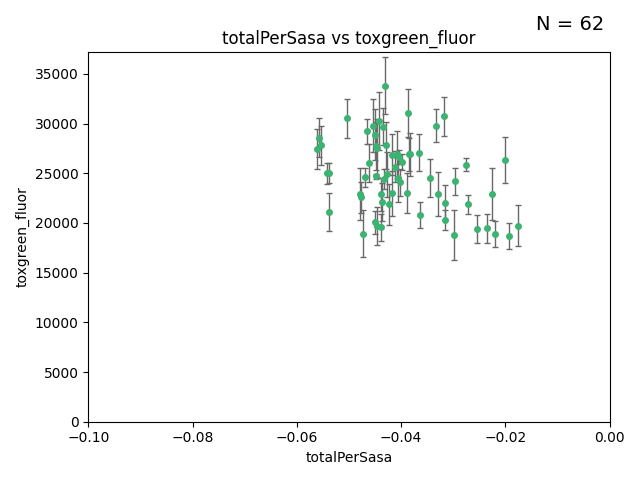 N = 62
totalPerSasa vs toxgreen_fluor
35000
30000
25000
20000
15000
10000
5000
0
toxgreen_fluor
−0.10 −0.08 −0.06 −0.04 −0.02 0.00
totalPerSasa